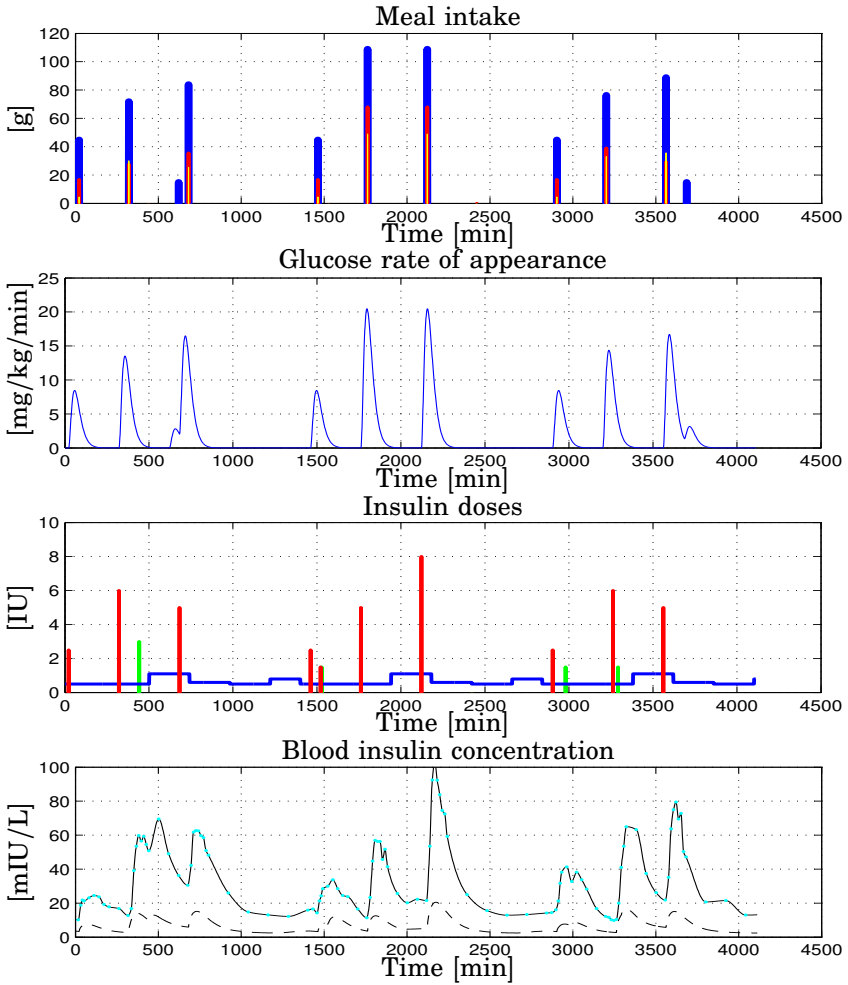 Meal intake
120
100
80
60
40
20
0
[g]
0 500 1000 1500 2000 2500 3000 3500 4000 4500
Time [min]
Glucose rate of appearance
25
20
15
10
5
0
[mg/kg/min]
0 500 1000 1500 2000 2500 3000 3500 4000 4500
Time [min]
Insulin doses
10
8
6
4
2
0
[IU]
0 500 1000 1500 2000 2500 3000 3500 4000 4500
Time [min]
Blood insulin concentration
100
80
60
40
20
0
[mIU/L]
0 500 1000 1500 2000 2500 3000 3500 4000 4500
Time [min]